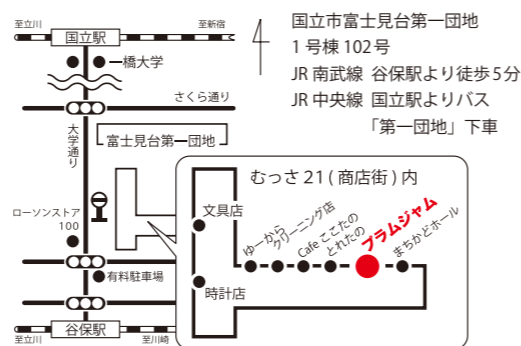 至立川
至新宿
国立駅
一橋大学
さくら通り
大学通り
富士見台第一団地
ローソンストア
100
有料駐車場
谷保駅
至立川
至川崎
国立市富士見台第一団地
1号棟102号
JR南武線 谷保駅より徒歩5分
JR中央線 国立駅よりバス
「第一団地」下車
むっさ21(商店街)内
文具店
時計店
ゆーから
クリーニング店
Cafe ここたの
とれたの
プラムジャム
まちかどホール